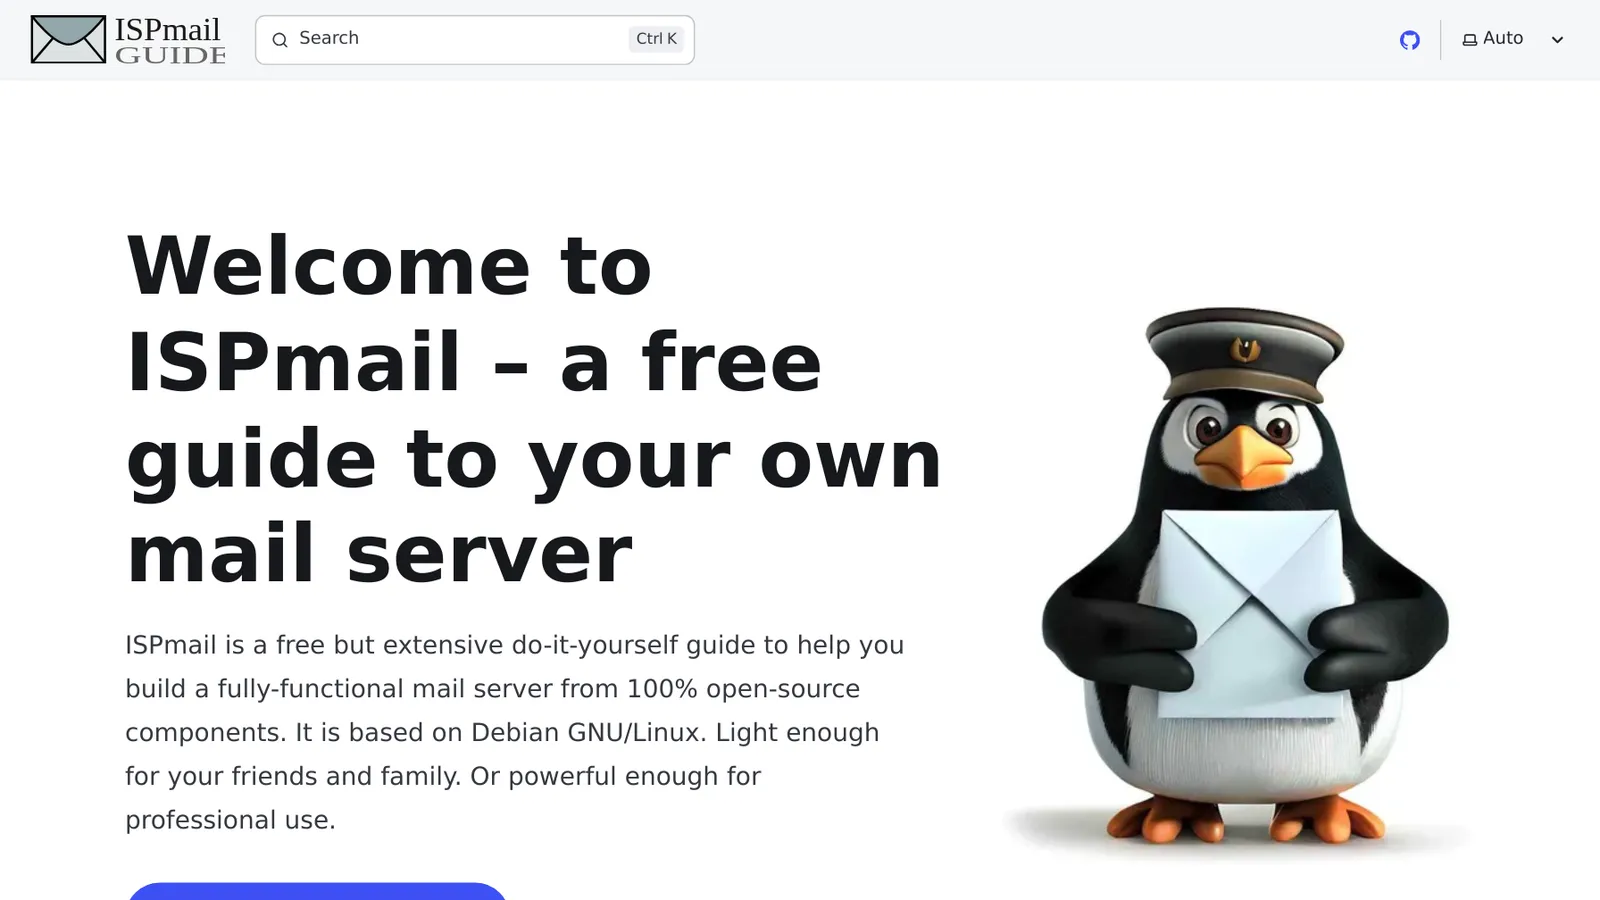 ISPmail
GUIDE
Search
Ctrl K
Auto
Welcome to
ISPmail – a free
guide to your own
mail server
ISPmail is a free but extensive do-it-yourself guide to help you
build a fully-functional mail server from 100% open-source
components. It is based on Debian GNU/Linux. Light enough
for your friends and family. Or powerful enough for
professional use.